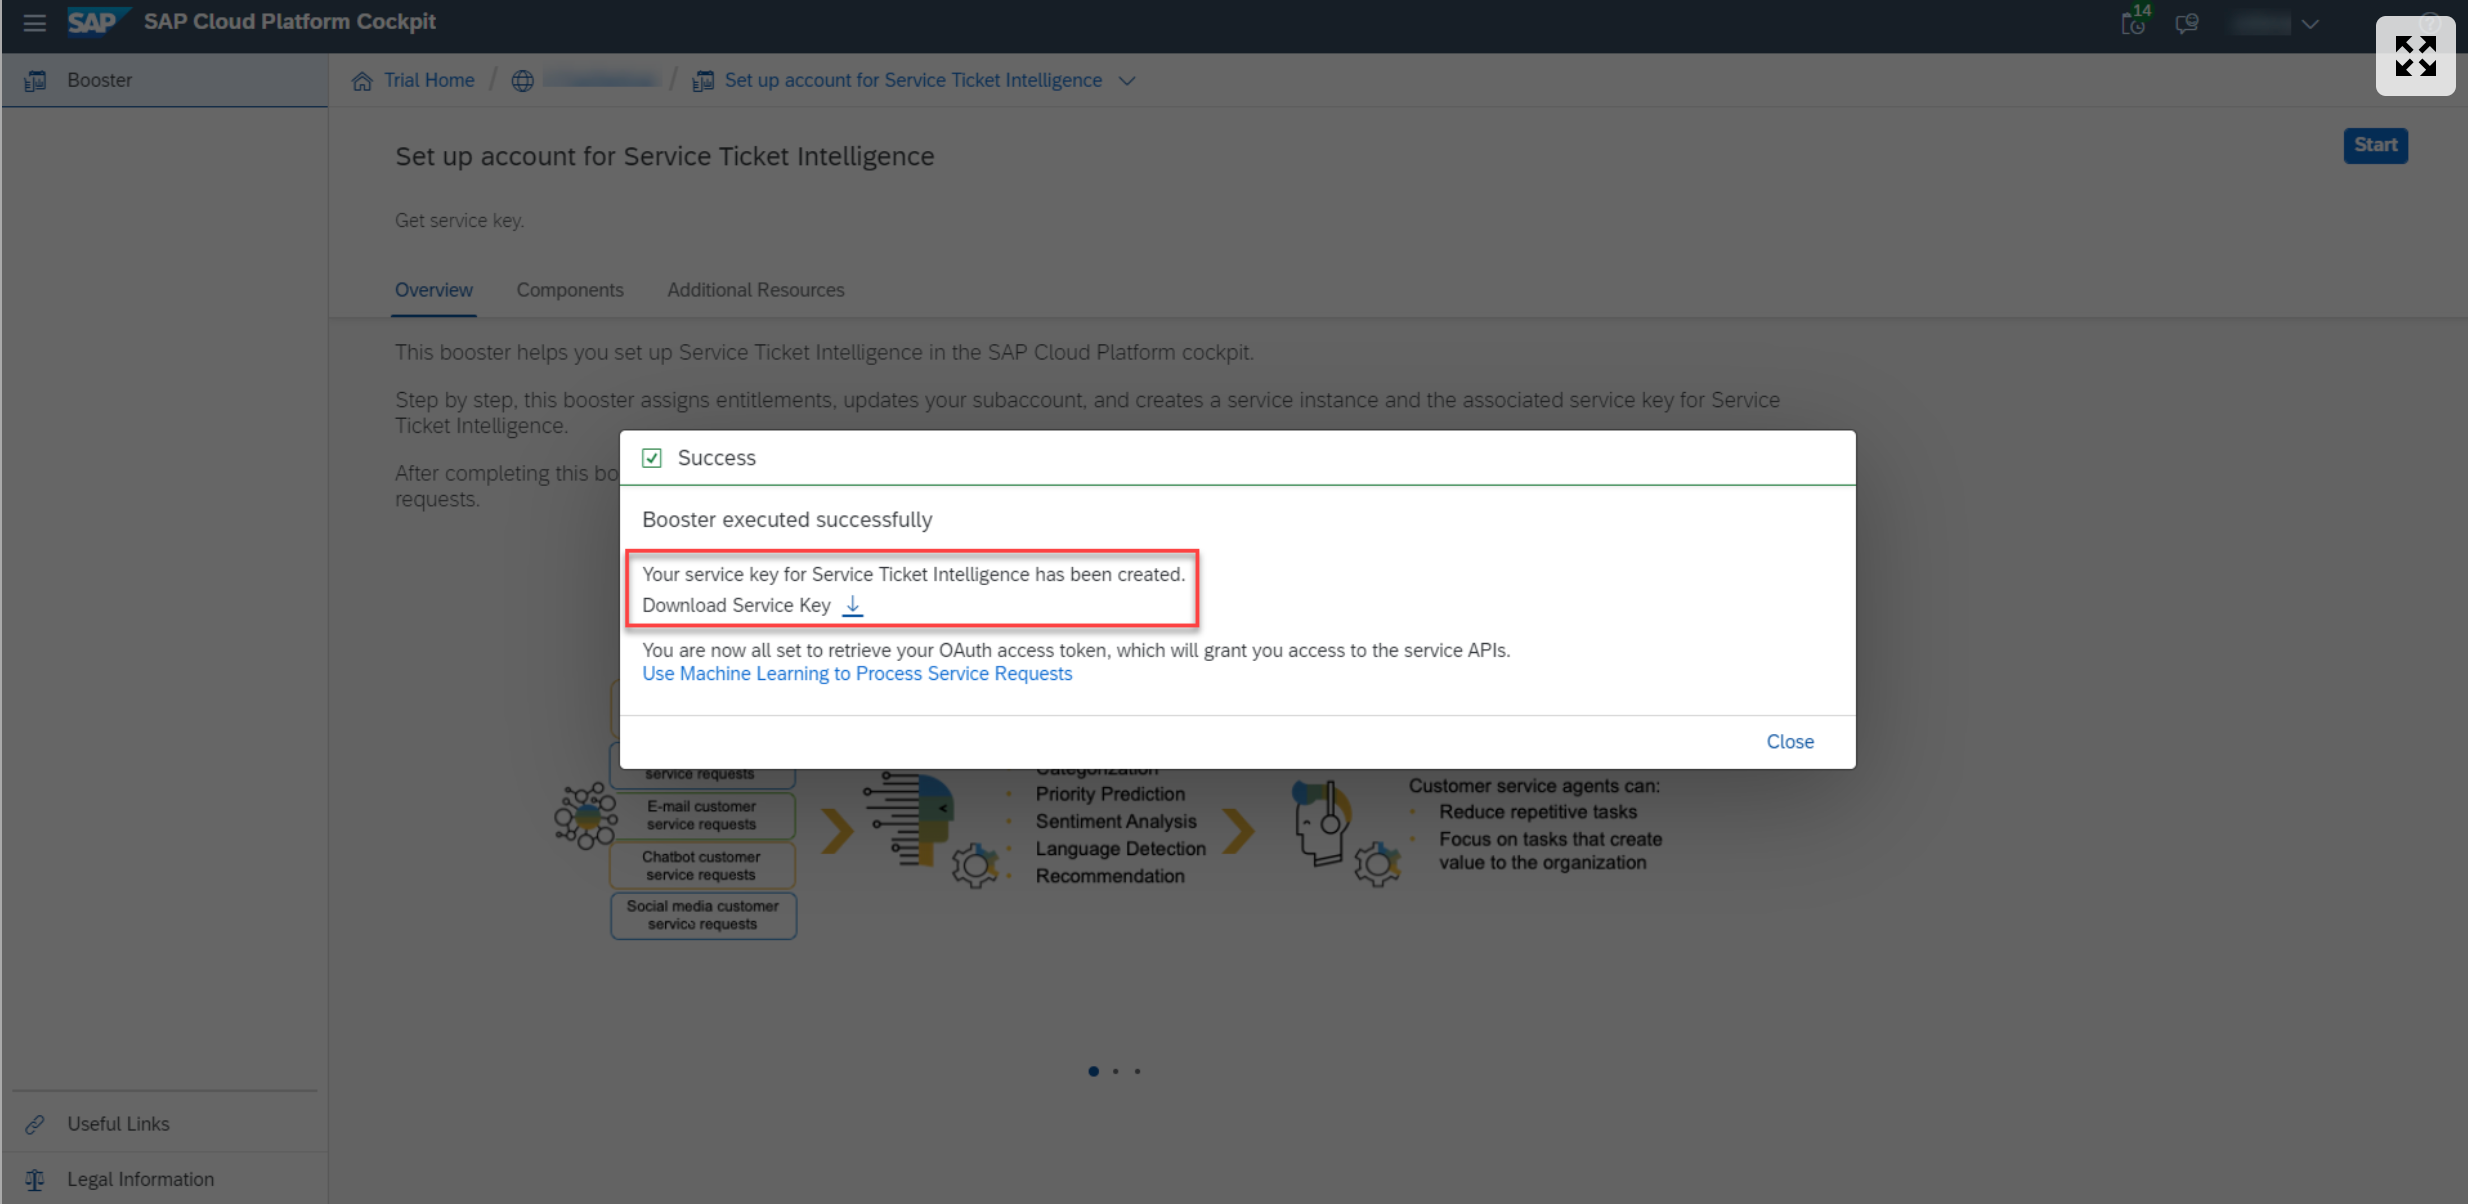 SAP SAP Cloud Platform Cockpit
14
Booster
Trial Home / / Set up account for Service Ticket Intelligence
Set up account for Service Ticket Intelligence
Start
Get service key.
Overview Components Additional Resources
This booster helps you set up Service Ticket Intelligence in the SAP Cloud Platform cockpit.
Step by step, this booster assigns entitlements, updates your subaccount, and creates a service instance and the associated service key for Service
Ticket Intelligence.
After completing this bo
requests.
Success
Booster executed successfully
Your service key for Service Ticket Intelligence has been created.
Download Service Key
You are now all set to retrieve your OAuth access token, which will grant you access to the service APIs.
Use Machine Learning to Process Service Requests
Close
service requests
E-mail customer
service requests
Chatbot customer
service requests
Social media customer
service requests
Categorization
Priority Prediction
Sentiment Analysis
Language Detection
Recommendation
Customer service agents can:
Reduce repetitive tasks
Focus on tasks that create
value to the organization
Useful Links
Legal Information